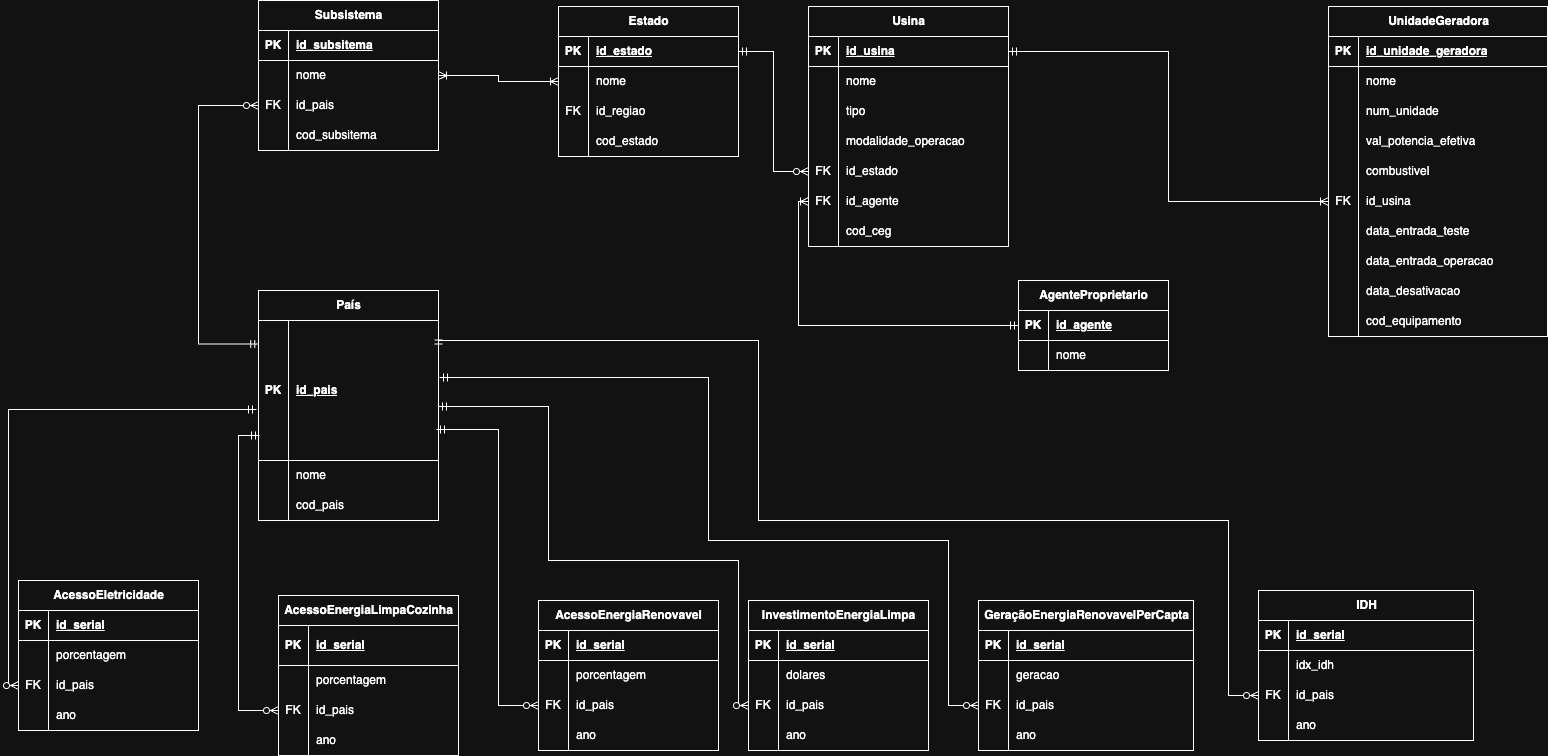 Subsistema
PK id_subsitema
nome
FK id_pais
cod_subsitema
Estado
PK id_estado
nome
FK id_regiao
cod_estado
Usina
PK id_usina
nome
tipo
modalidade_operacao
FK id_estado
FK id_agente
cod_ceg
UnidadeGeradora
PK id_unidade_geradora
nome
num_unidade
val_potencia_efetiva
combustivel
FK id_usina
data_entrada_teste
data_entrada_operacao
data_desativacao
cod_equipamento
AgenteProprietario
PK id_agente
nome
País
PK id_pais
nome
cod_pais
AcessoEletricidade
PK id_serial
porcentagem
FK id_pais
ano
AcessoEnergiaLimpaCozinha
PK id_serial
porcentagem
FK id_pais
ano
AcessoEnergiaRenovavel
PK id_serial
porcentagem
FK id_pais
ano
InvestimentoEnergiaLimpa
PK id_serial
dolares
FK id_pais
ano
GeraçãoEnergiaRenovavelPerCapta
PK id_serial
geracao
FK id_pais
ano
IDH
PK id_serial
idx_idh
FK id_pais
ano